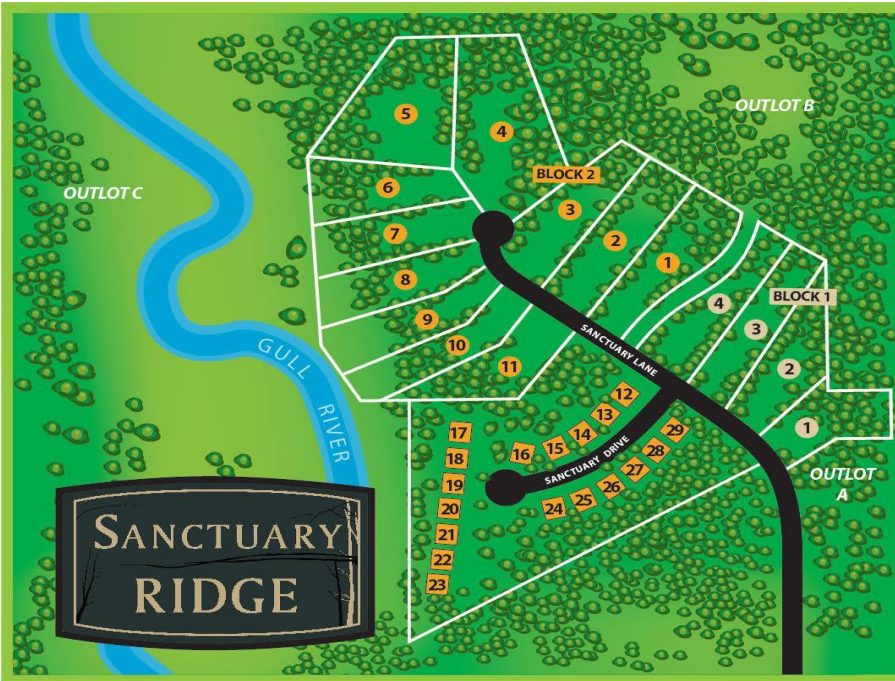 OUTLOT B
5
4
BLOCK 2
OUTLOT C
6
3
7
2
1
8
BLOCK 1
4
3
9
10
11
2
1
SANCTUARY LANE
GULL
RIVER
12
13
14
15
16
29
28
27
26
25
24
SANCTUARY DRIVE
17
18
19
20
21
22
23
OUTLOT
A
SANCTUARY
RIDGE